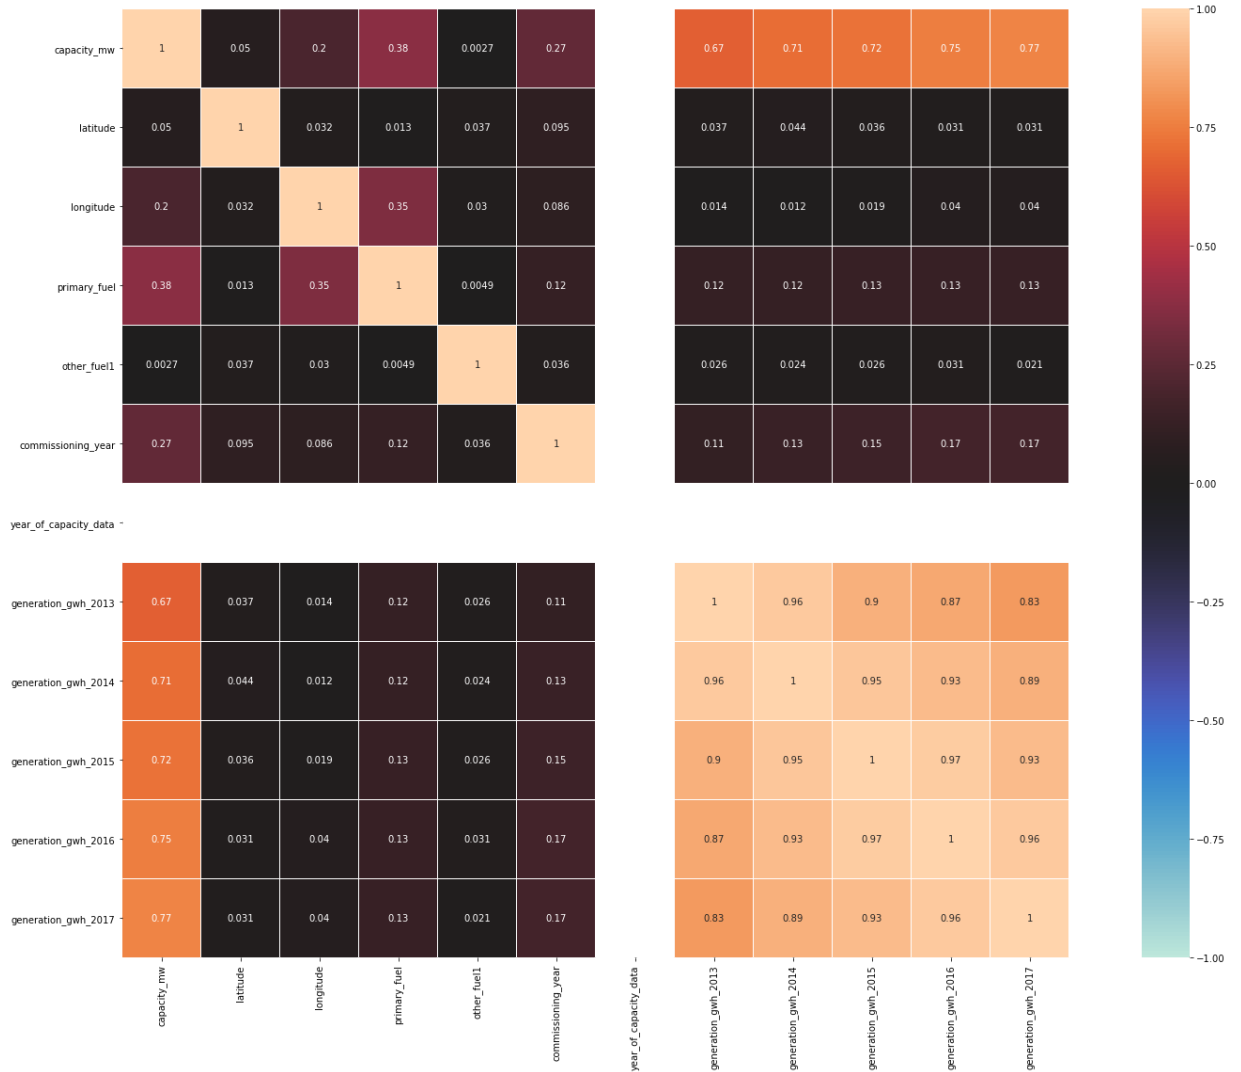 1.00
capacity_mw 1 0.05 0.2 0.38 0.0027 0.27 0.67 0.71 0.72 0.75 0.77
latitude 0.05 1 0.032 0.013 0.037 0.095 0.037 0.044 0.036 0.031 0.031
0.75
longitude 0.2 0.032 1 0.35 0.03 0.086 0.014 0.012 0.019 0.04 0.04
0.50
primary_fuel 0.38 0.013 0.35 1 0.0049 0.12 0.12 0.12 0.13 0.13 0.13
other_fuel1 0.0027 0.037 0.03 0.0049 1 0.036 0.026 0.024 0.026 0.031 0.021
0.25
commissioning_year 0.27 0.095 0.086 0.12 0.036 1 0.11 0.13 0.15 0.17 0.17
0.00
year_of_capacity_data
generation_gwh_2013 0.67 0.037 0.014 0.12 0.026 0.11 1 0.96 0.9 0.87 0.83
−0.25
generation_gwh_2014 0.71 0.044 0.012 0.12 0.024 0.13 0.96 1 0.95 0.93 0.89
−0.50
generation_gwh_2015 0.72 0.036 0.019 0.13 0.026 0.15 0.9 0.95 1 0.97 0.93
generation_gwh_2016 0.75 0.031 0.04 0.13 0.031 0.17 0.87 0.93 0.97 1 0.96
−0.75
generation_gwh_2017 0.77 0.031 0.04 0.13 0.021 0.17 0.83 0.89 0.93 0.96 1
−1.00
capacity_mw
latitude
longitude
primary_fuel
other_fuel1
commissioning_year
year_of_capacity_data
generation_gwh_2013
generation_gwh_2014
generation_gwh_2015
generation_gwh_2016
generation_gwh_2017